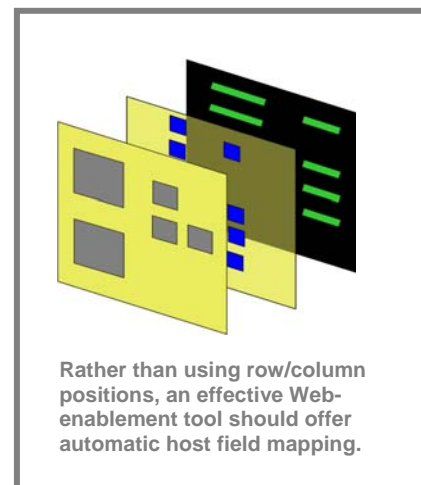 Rather than using row/column
positions, an effective Web-
enablement tool should offer
automatic host field mapping.